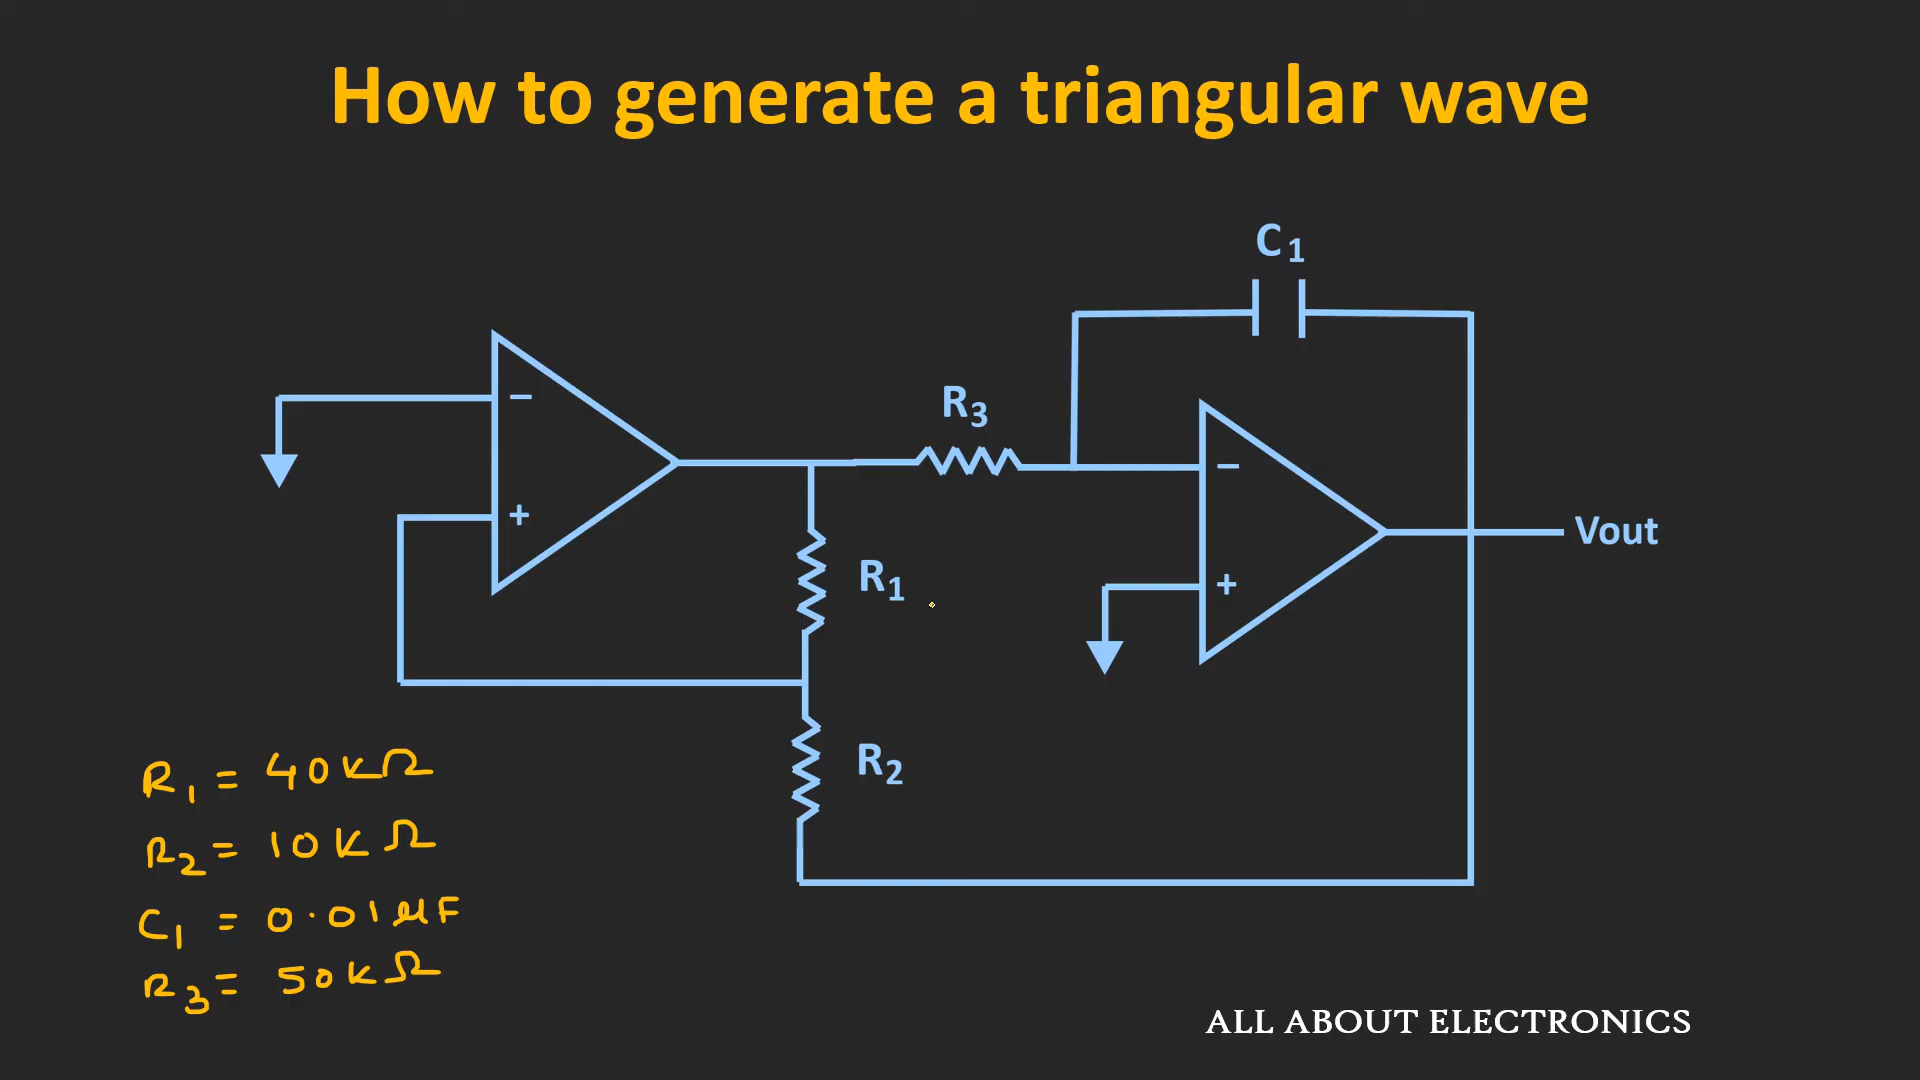 How to generate a triangular wave
C1
R3
−
−
+
R1
Vout
+
R2
R1 = 40KΩ
R2 = 10KΩ
C1 = 0.01μF
R3 = 50KΩ
ALL ABOUT ELECTRONICS